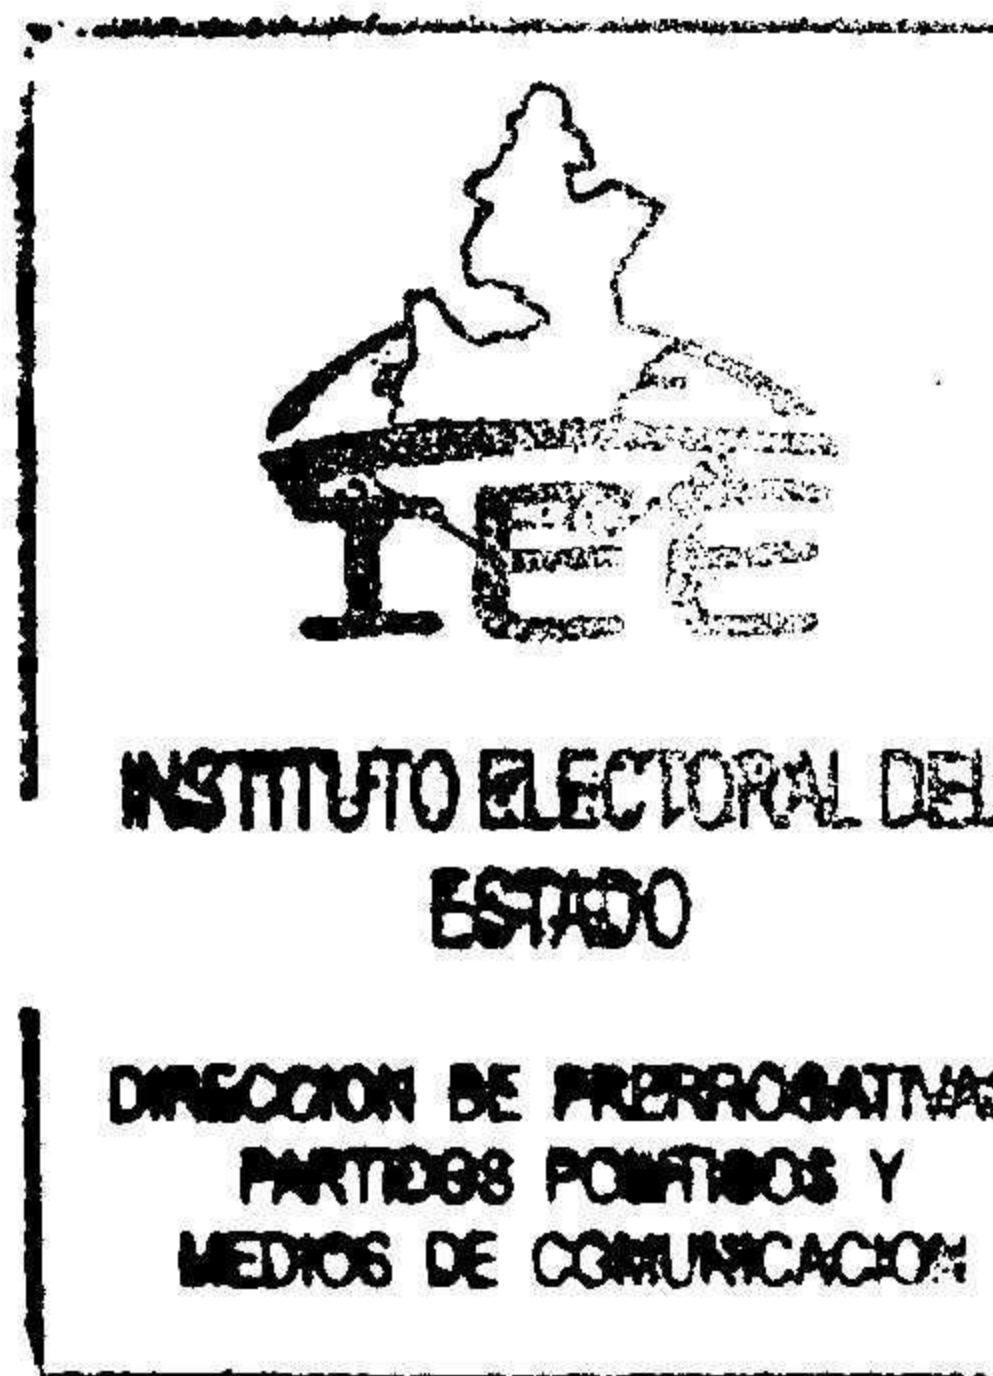 IEE
INSTITUTO ELECTORAL DEL
ESTADO
DIRECCION DE PRERROGATIVAS
PARTIDOS POLITICOS Y
MEDIOS DE COMUNICACION